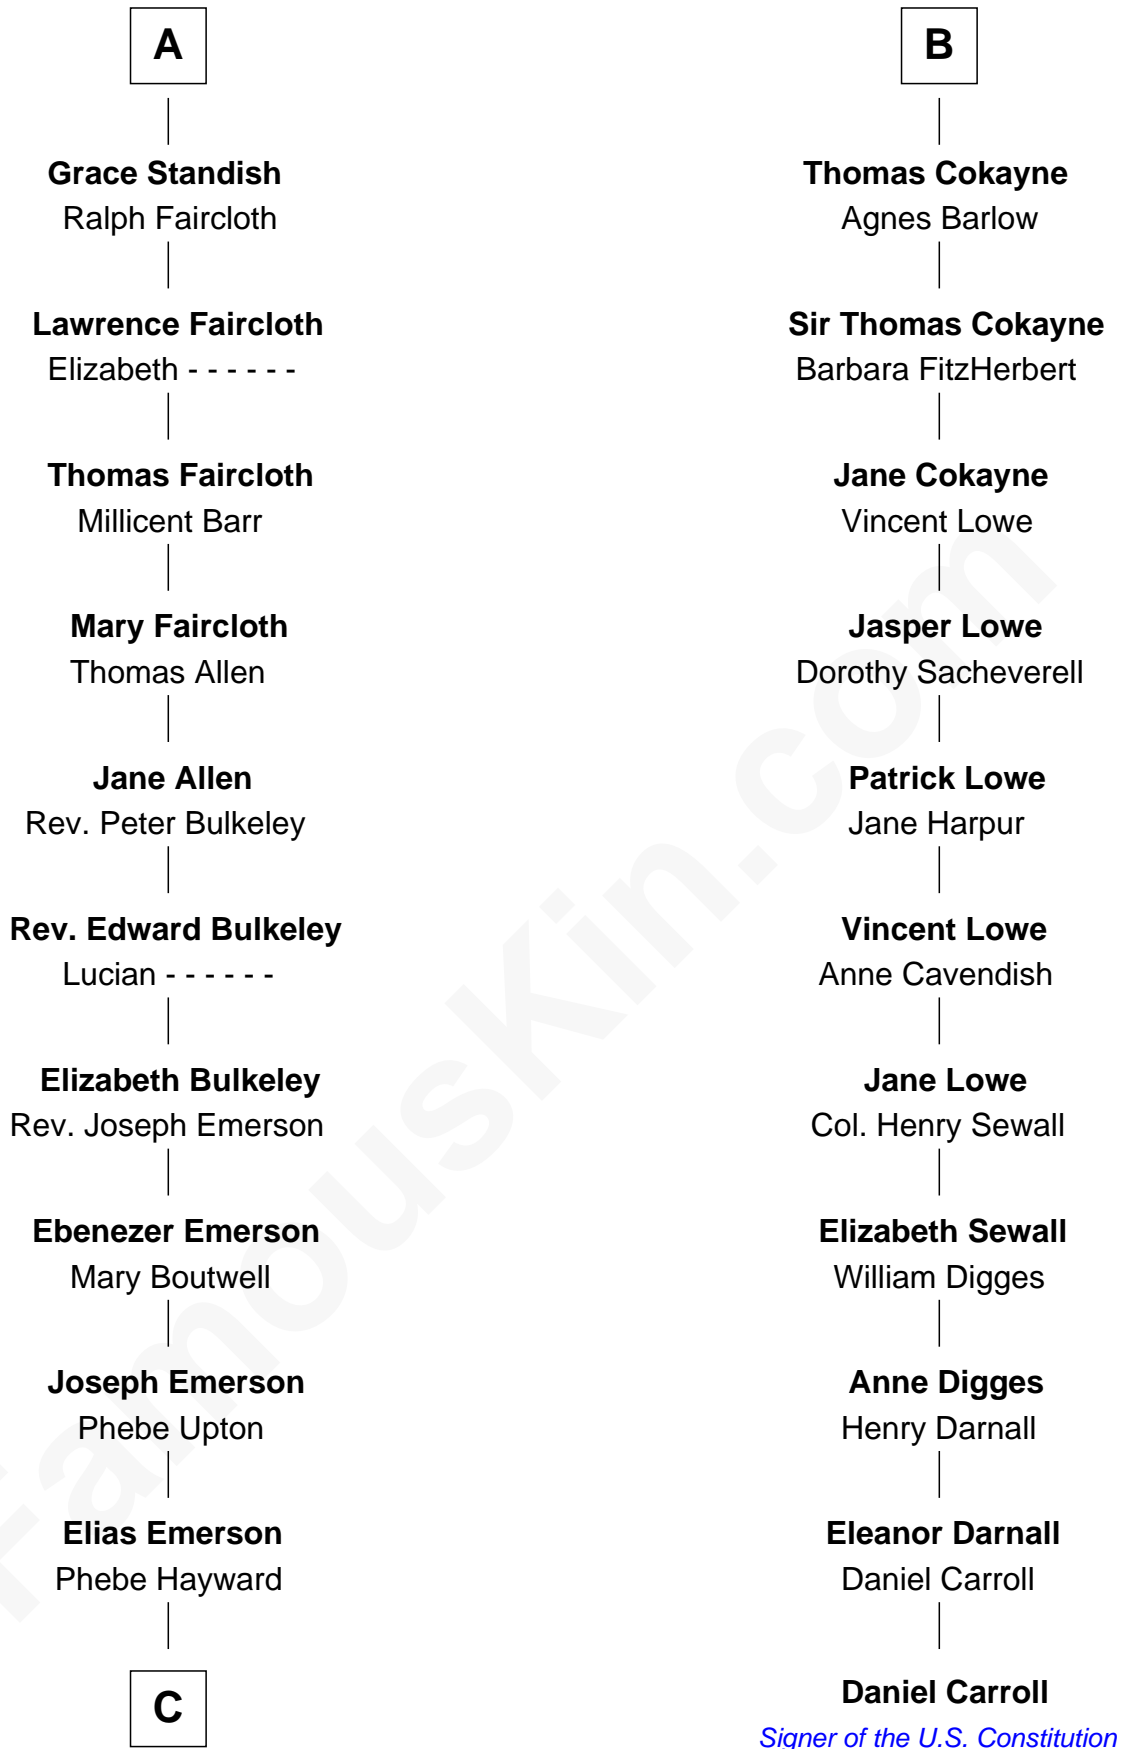 A
Grace Standish
Ralph Faircloth
Lawrence Faircloth
Elizabeth - - - - - -
Thomas Faircloth
Millicent Barr
Mary Faircloth
Thomas Allen
Jane Allen
Rev. Peter Bulkeley
Rev. Edward Bulkeley
Lucian - - - - - -
Elizabeth Bulkeley
Rev. Joseph Emerson
Ebenezer Emerson
Mary Boutwell
Joseph Emerson
Phebe Upton
Elias Emerson
Phebe Hayward
C
B
Thomas Cokayne
Agnes Barlow
Sir Thomas Cokayne
Barbara FitzHerbert
Jane Cokayne
Vincent Lowe
Jasper Lowe
Dorothy Sacheverell
Patrick Lowe
Jane Harpur
Vincent Lowe
Anne Cavendish
Jane Lowe
Col. Henry Sewall
Elizabeth Sewall
William Digges
Anne Digges
Henry Darnall
Eleanor Darnall
Daniel Carroll
Daniel Carroll
Signer of the U.S. Constitution
FamousKin.com